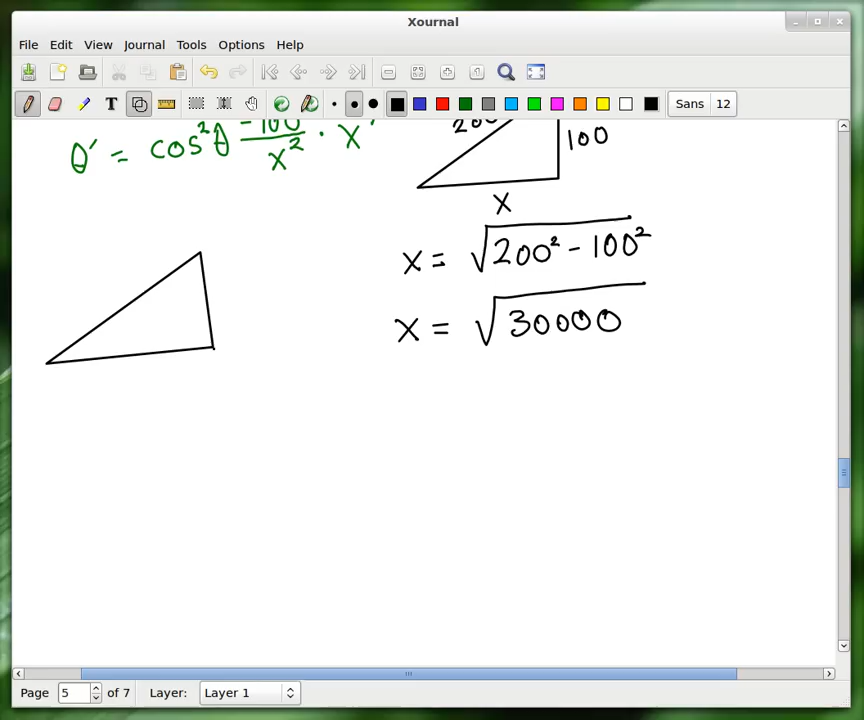 Xournal
File Edit View Journal Tools Options Help
Sans 12
θ′ = cos²θ −100/x² · x′
200
100
x
x = √200² − 100²
x = √30000
Page 5 of 7 Layer: Layer 1